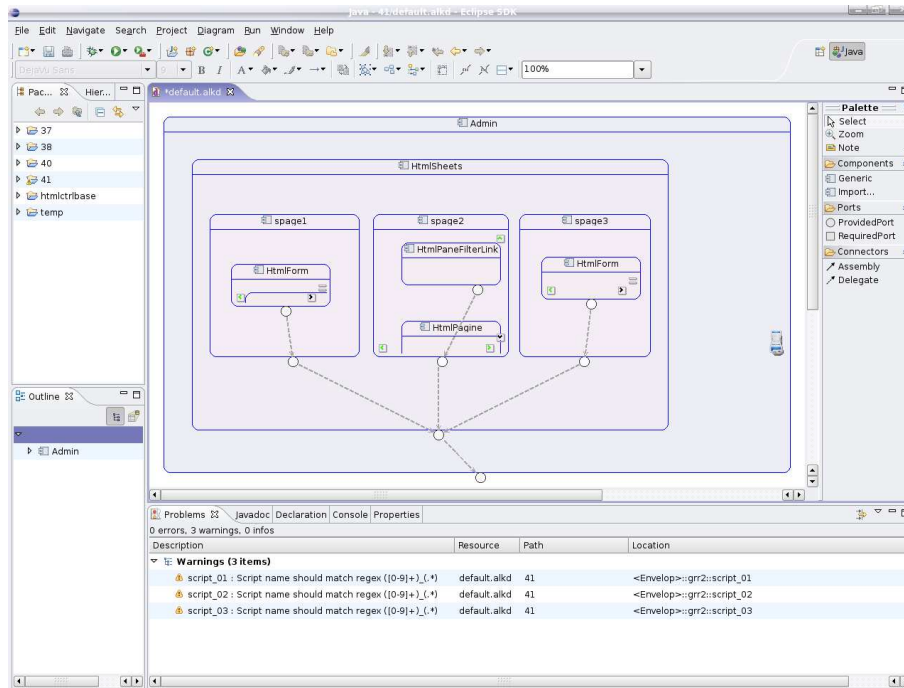 Java - 41/default.alkd - Eclipse SDK
File Edit Navigate Search Project Diagram Run Window Help
Java
DejaVu Sans 9 B I A 100%
Pac... Hier...
*default.alkd
37
38
40
41
htmlctrlbase
temp
Admin
HtmlSheets
spage1
spage2
spage3
HtmlForm
HtmlPaneFilterLink
HtmlForm
HtmlPagine
Palette
Select
Zoom
Note
Components
Generic
Import...
Ports
ProvidedPort
RequiredPort
Connectors
Assembly
Delegate
Outline
Admin
Problems Javadoc Declaration Console Properties
0 errors, 3 warnings, 0 infos
Description Resource Path Location
Warnings (3 items)
script_01 : Script name should match regex ([0-9]+)_(.*) default.alkd 41 <Envelop>::grr2::script_01
script_02 : Script name should match regex ([0-9]+)_(.*) default.alkd 41 <Envelop>::grr2::script_02
script_03 : Script name should match regex ([0-9]+)_(.*) default.alkd 41 <Envelop>::grr2::script_03